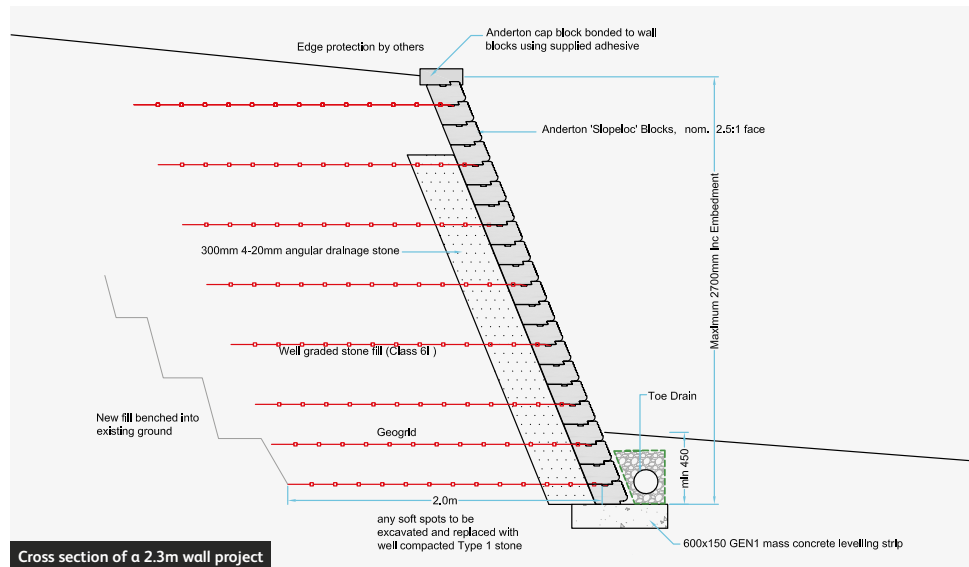 Edge protection by others
Anderton cap block bonded to wall
blocks using supplied adhesive
Anderton 'Slopeloc' Blocks, nom. 2.5:1 face
Maximum 2700mm Inc Embedment
300mm 4-20mm angular drainage stone
Well graded stone fill (Class 6I )
Toe Drain
New fill benched into
existing ground
Geogrid
min 450
2.0m
any soft spots to be
excavated and replaced with
well compacted Type 1 stone
600x150 GEN1 mass concrete levelling strip
Cross section of a 2.3m wall project